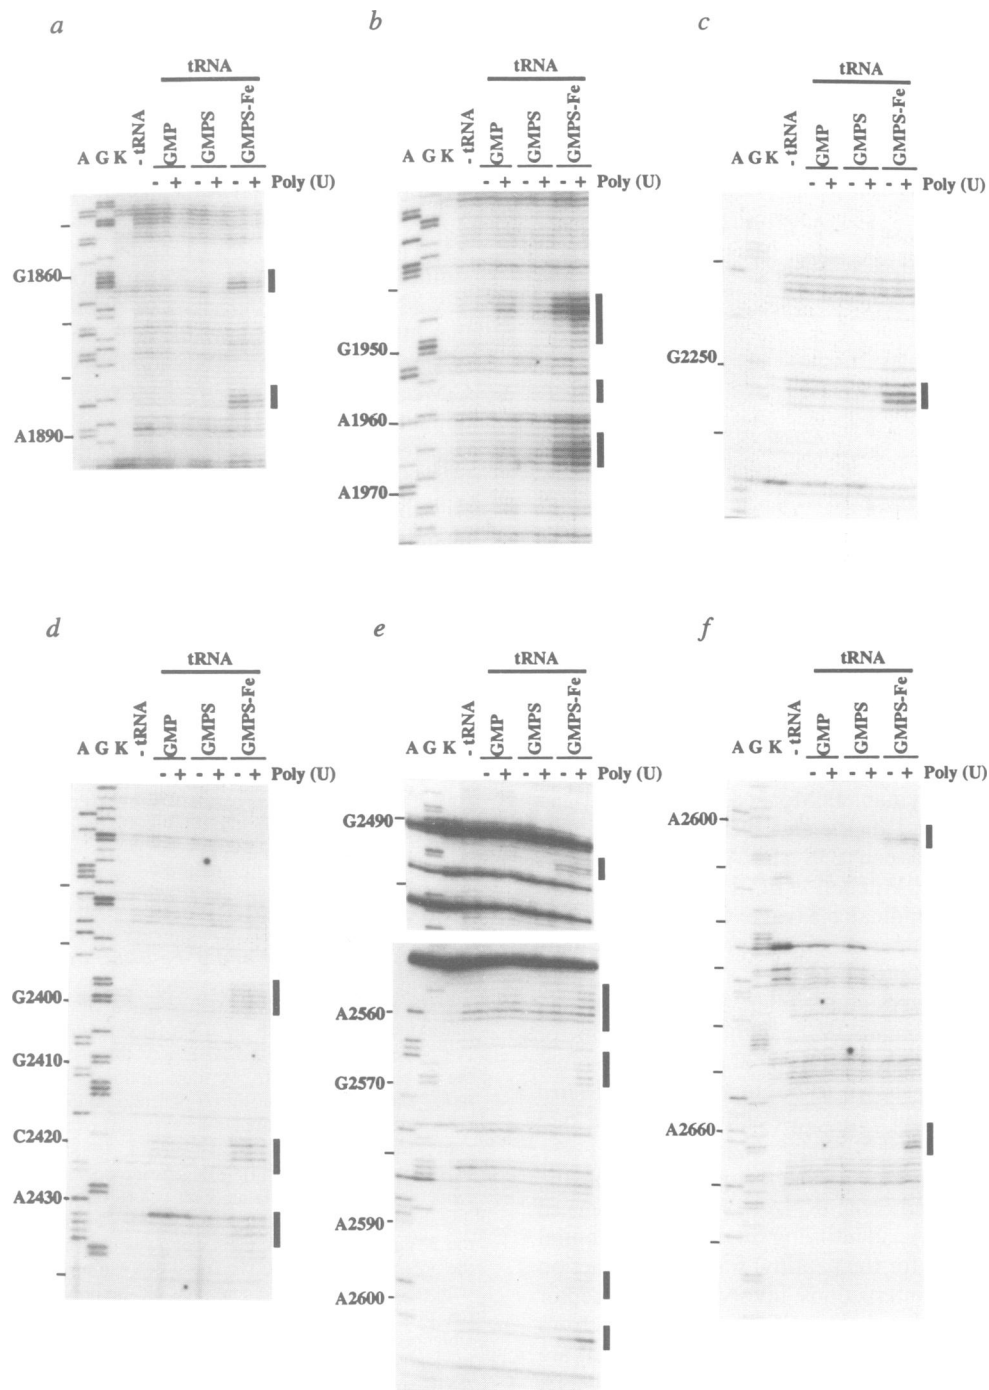 a
b
c
tRNA
A G K - tRNA GMP GMPS GMPS-Fe
- + - + - + Poly (U)
G1860
A1890
tRNA
A G K - tRNA GMP GMPS GMPS-Fe
- + - + - + Poly (U)
G1950
A1960
A1970
tRNA
A G K - tRNA GMP GMPS GMPS-Fe
- + - + - + Poly (U)
G2250
d
e
f
tRNA
A G K - tRNA GMP GMPS GMPS-Fe
- + - + - + Poly (U)
G2400
G2410
C2420
A2430
tRNA
A G K - tRNA GMP GMPS GMPS-Fe
- + - + - + Poly (U)
G2490
A2560
G2570
A2590
A2600
tRNA
A G K - tRNA GMP GMPS GMPS-Fe
- + - + - + Poly (U)
A2600
A2660